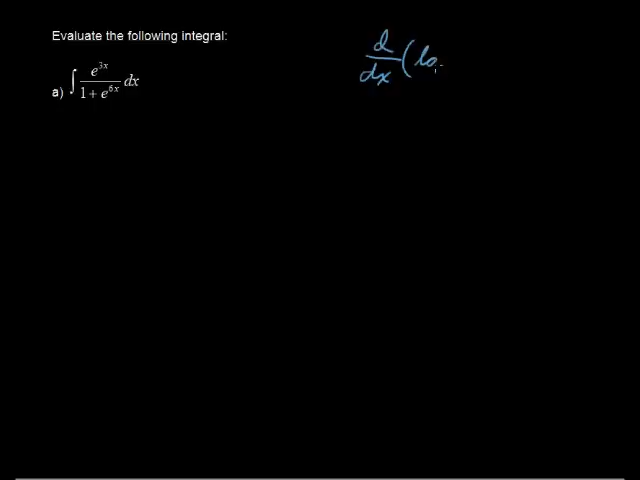 Evaluate the following integral:
a) ∫ e^{3x} / (1 + e^{6x}) dx
d/dx (lo